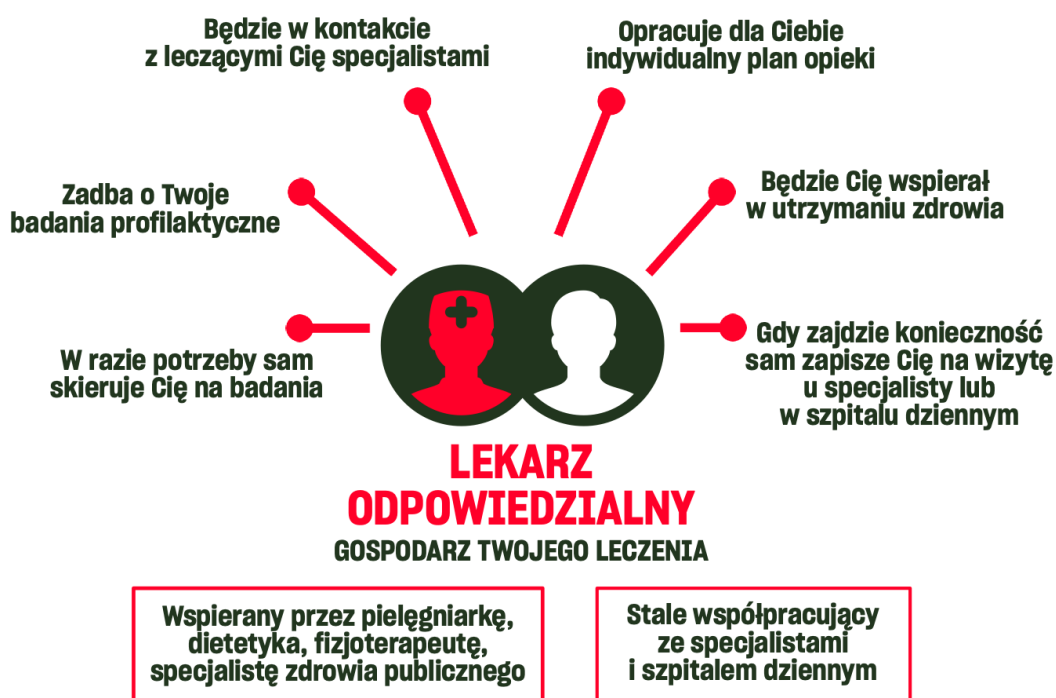 Będzie w kontakcie
z leczącymi Cię specjalistami
Opracuje dla Ciebie
indywidualny plan opieki
Zadba o Twoje
badania profilaktyczne
Będzie Cię wspierał
w utrzymaniu zdrowia
W razie potrzeby sam
skieruje Cię na badania
Gdy zajdzie konieczność
sam zapisze Cię na wizytę
u specjalisty lub
w szpitalu dziennym
LEKARZ
ODPOWIEDZIALNY
GOSPODARZ TWOJEGO LECZENIA
Wspierany przez pielęgniarkę,
dietetyka, fizjoterapeutę,
specjalistę zdrowia publicznego
Stale współpracujący
ze specjalistami
i szpitalem dziennym